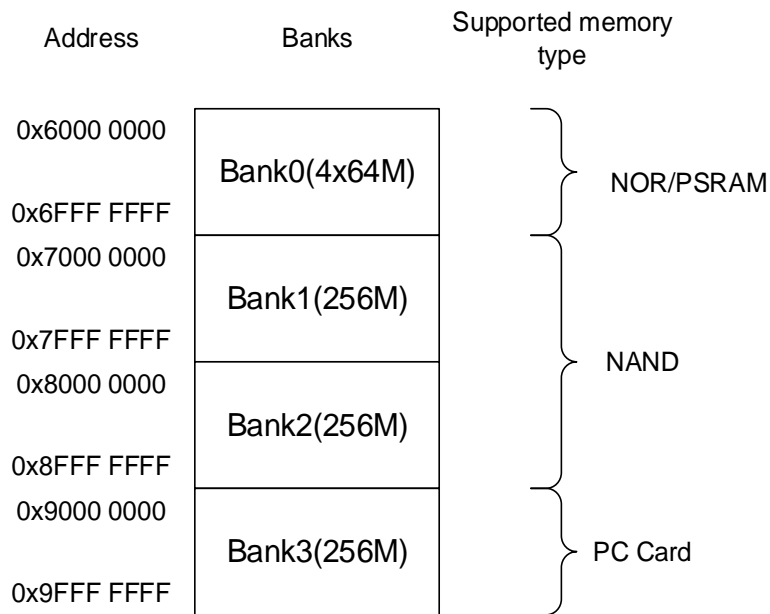 Address
Banks
Supported memory
type
0x6000 0000
Bank0(4x64M)
NOR/PSRAM
0x6FFF FFFF
0x7000 0000
Bank1(256M)
0x7FFF FFFF
NAND
0x8000 0000
Bank2(256M)
0x8FFF FFFF
0x9000 0000
Bank3(256M)
PC Card
0x9FFF FFFF